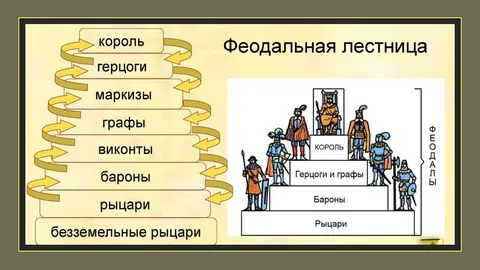 Феодальная лестница
король
герцоги
маркизы
графы
виконты
бароны
рыцари
безземельные рыцари
КОРОЛЬ
Герцоги и графы
Бароны
Рыцари
ФЕОДАЛЫ